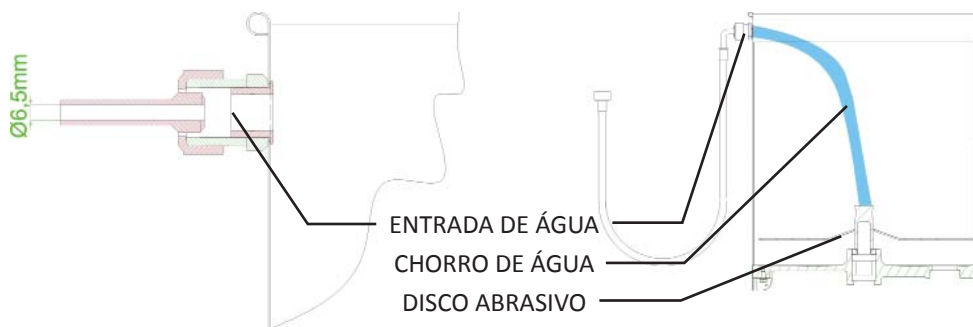 Ø6,5mm
ENTRADA DE ÁGUA
CHORRO DE ÁGUA
DISCO ABRASIVO